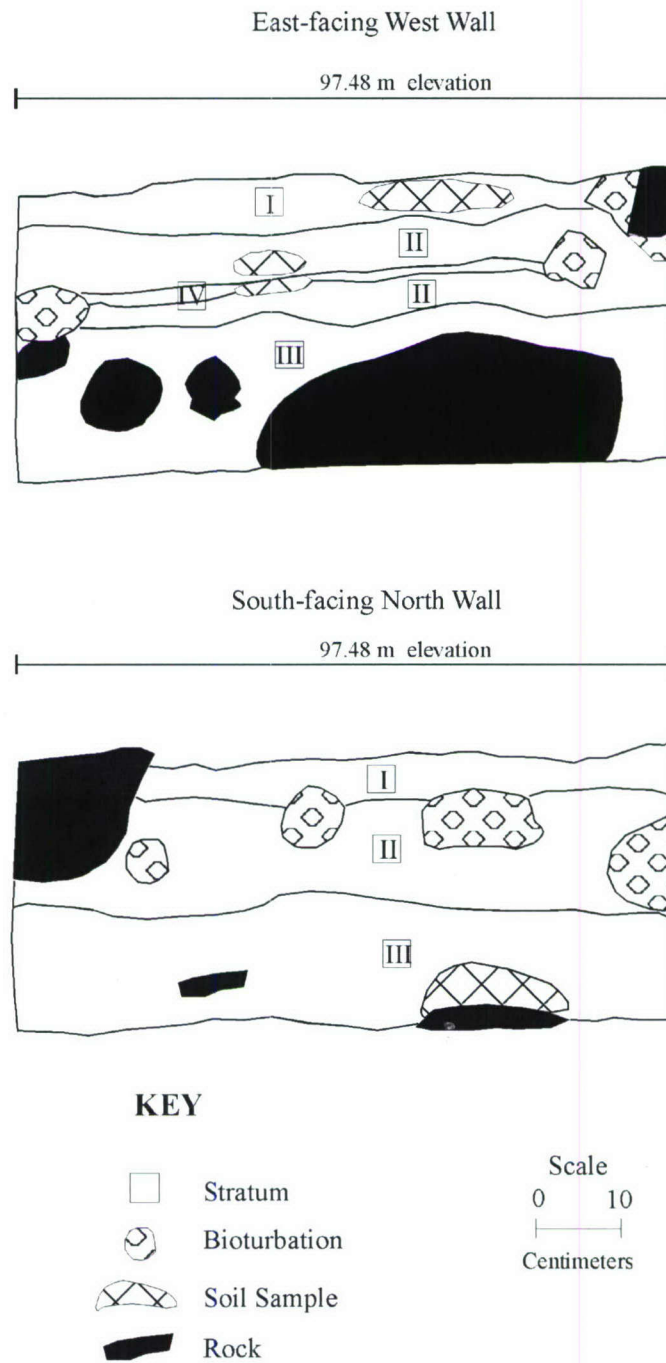 East-facing West Wall
97.48 m elevation
I
II
IV
II
III
South-facing North Wall
97.48 m elevation
I
II
III
KEY
Stratum
Bioturbation
Soil Sample
Rock
Scale
0 10
Centimeters